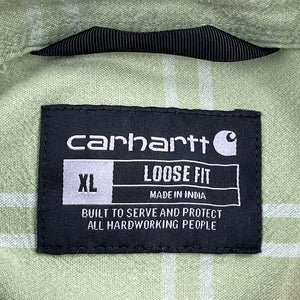 carhartt
XL
LOOSE FIT
MADE IN INDIA
BUILT TO SERVE AND PROTECT
ALL HARDWORKING PEOPLE